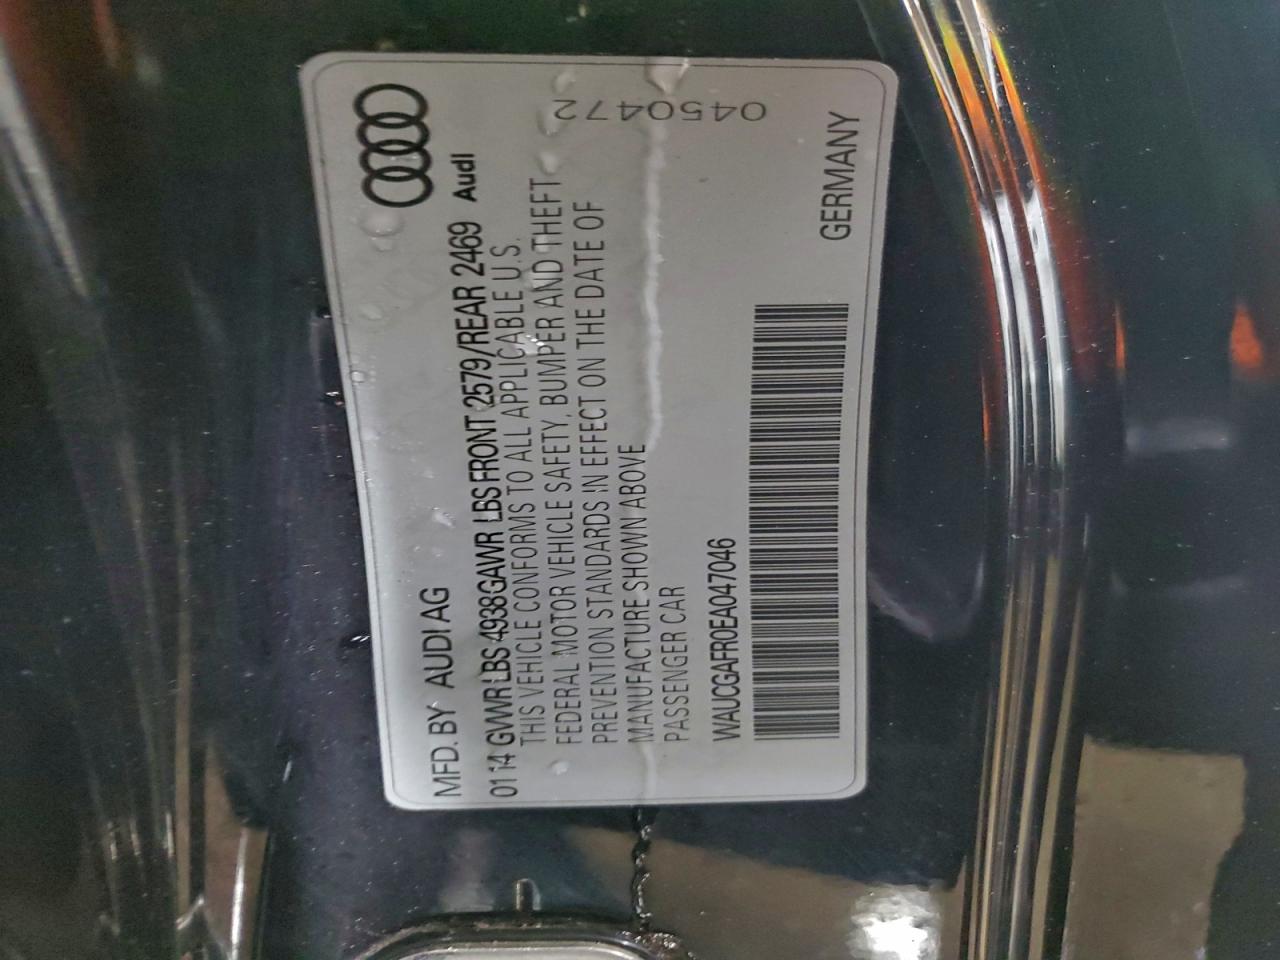 Audi
MFD. BY AUDI AG
01 14 GVWR LBS 4938 GAWR LBS FRONT 2579/REAR 2469
THIS VEHICLE CONFORMS TO ALL APPLICABLE U.S.
FEDERAL MOTOR VEHICLE SAFETY, BUMPER AND THEFT
PREVENTION STANDARDS IN EFFECT ON THE DATE OF
MANUFACTURE SHOWN ABOVE
PASSENGER CAR
WAUCGAFR0EA047046
GERMANY
0450472